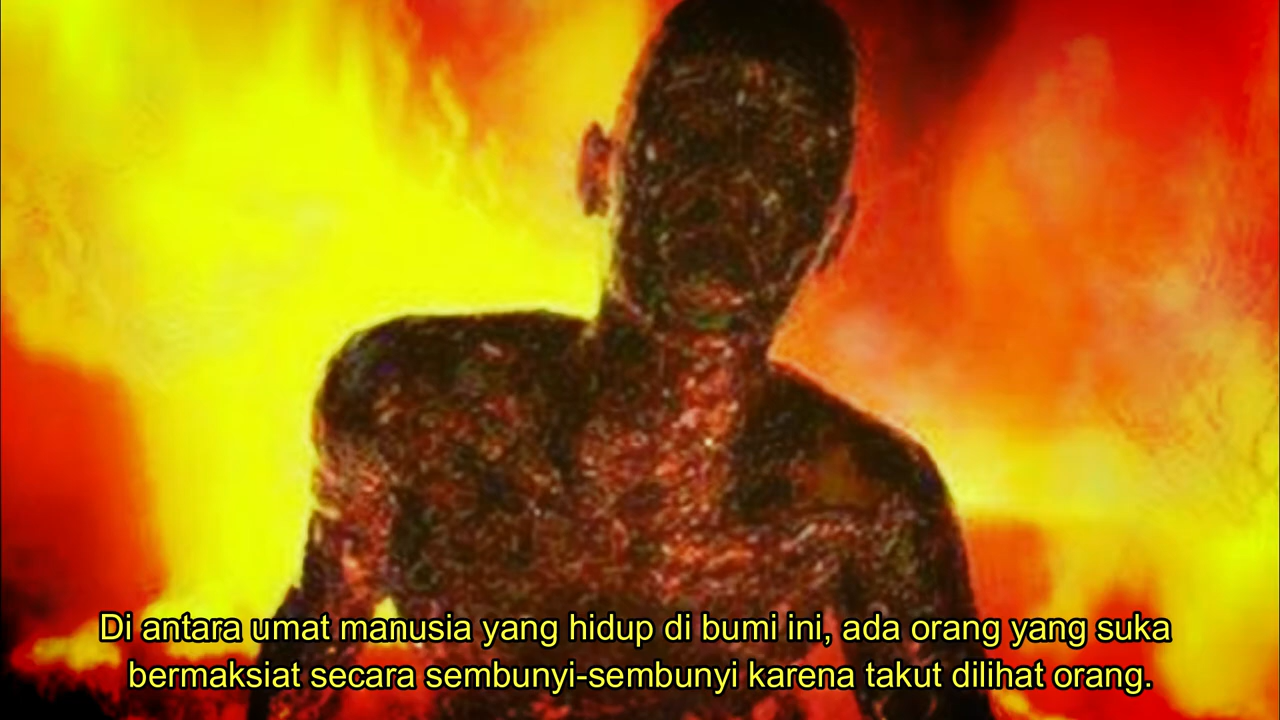 Di antara umat manusia yang hidup di bumi ini, ada orang yang suka
bermaksiat secara sembunyi-sembunyi karena takut dilihat orang.